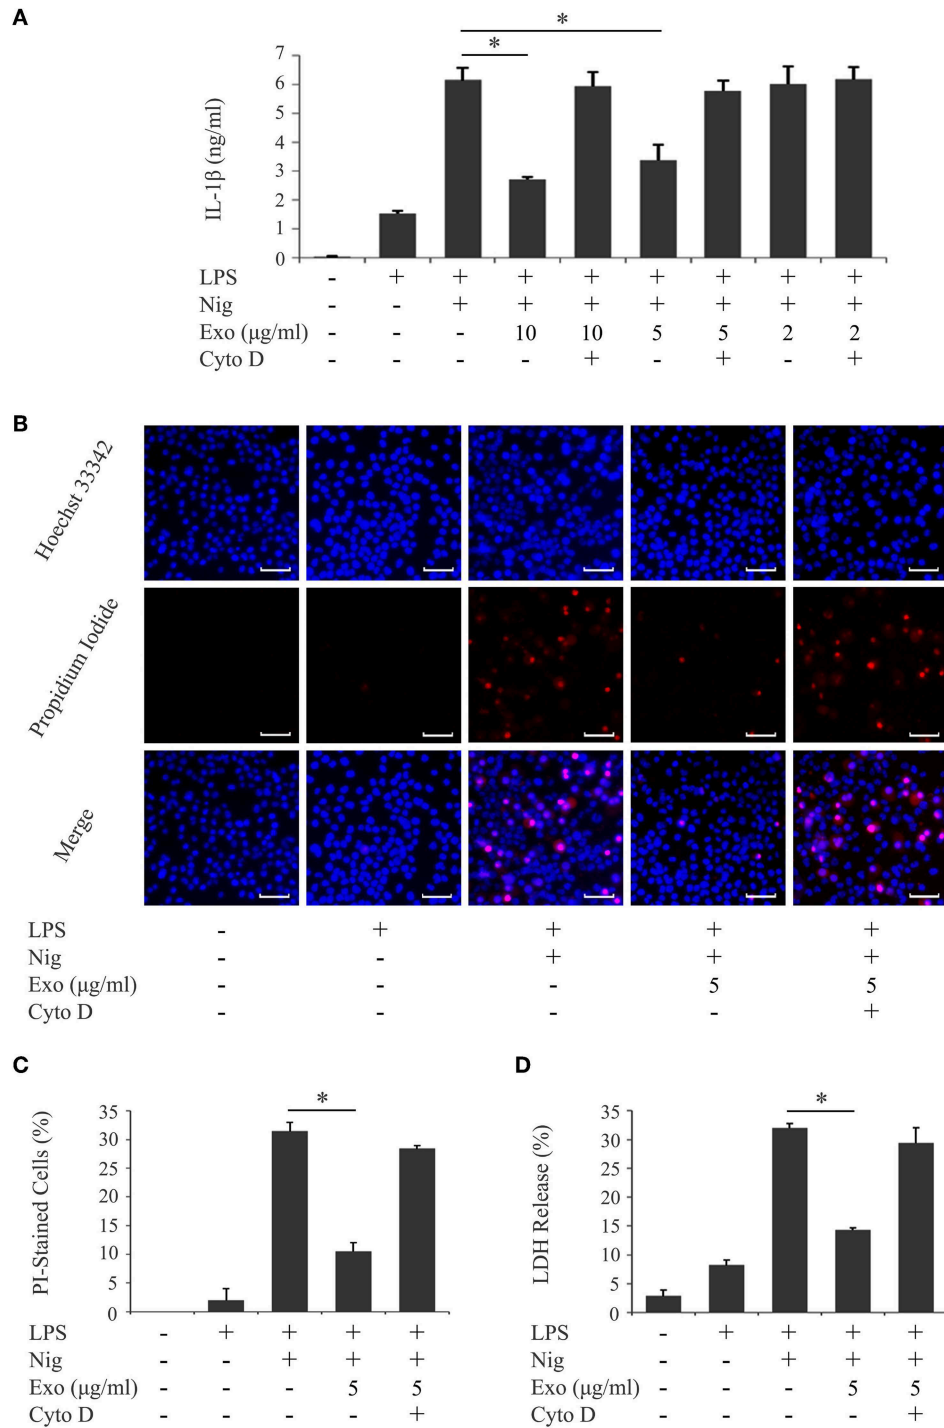 A
*
*
7
6
5
4
3
2
1
0
IL-1β (ng/ml)
LPS - + + + + + + + +
Nig - - + + + + + + +
Exo (μg/ml) - - - 10 10 5 5 2 2
Cyto D - - - - + - + - +
B
Hoechst 33342
Propidium Iodide
Merge
LPS - + + + +
Nig - - + + +
Exo (μg/ml) - - - 5 5
Cyto D - - - - +
C
*
35
30
25
20
15
10
5
0
PI-Stained Cells (%)
LPS - + + + +
Nig - - + + +
Exo (μg/ml) - - - 5 5
Cyto D - - - - +
D
*
35
30
25
20
15
10
5
0
LDH Release (%)
LPS - + + + +
Nig - - + + +
Exo (μg/ml) - - - 5 5
Cyto D - - - - +